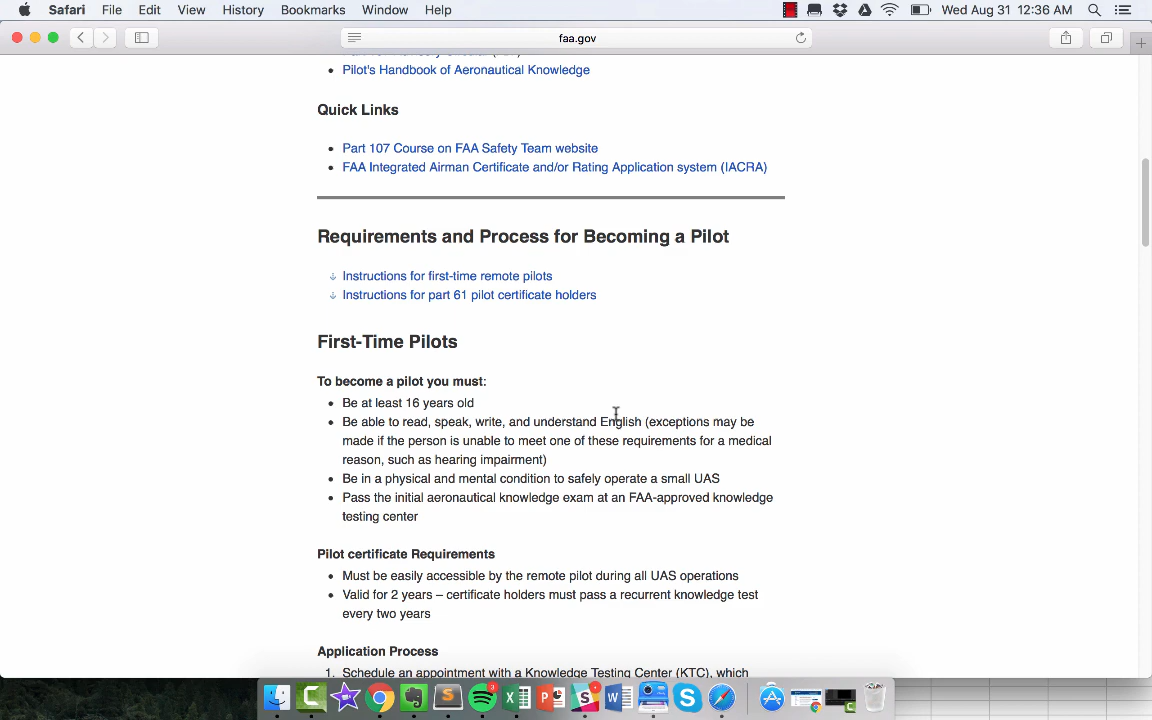 Safari File Edit View History Bookmarks Window Help Wed Aug 31 12:36 AM
faa.gov
Pilot's Handbook of Aeronautical Knowledge
Quick Links
Part 107 Course on FAA Safety Team website
FAA Integrated Airman Certificate and/or Rating Application system (IACRA)
Requirements and Process for Becoming a Pilot
Instructions for first-time remote pilots
Instructions for part 61 pilot certificate holders
First-Time Pilots
To become a pilot you must:
Be at least 16 years old
Be able to read, speak, write, and understand English (exceptions may be
made if the person is unable to meet one of these requirements for a medical
reason, such as hearing impairment)
Be in a physical and mental condition to safely operate a small UAS
Pass the initial aeronautical knowledge exam at an FAA-approved knowledge
testing center
Pilot certificate Requirements
Must be easily accessible by the remote pilot during all UAS operations
Valid for 2 years – certificate holders must pass a recurrent knowledge test
every two years
Application Process
1. Schedule an appointment with a Knowledge Testing Center (KTC), which